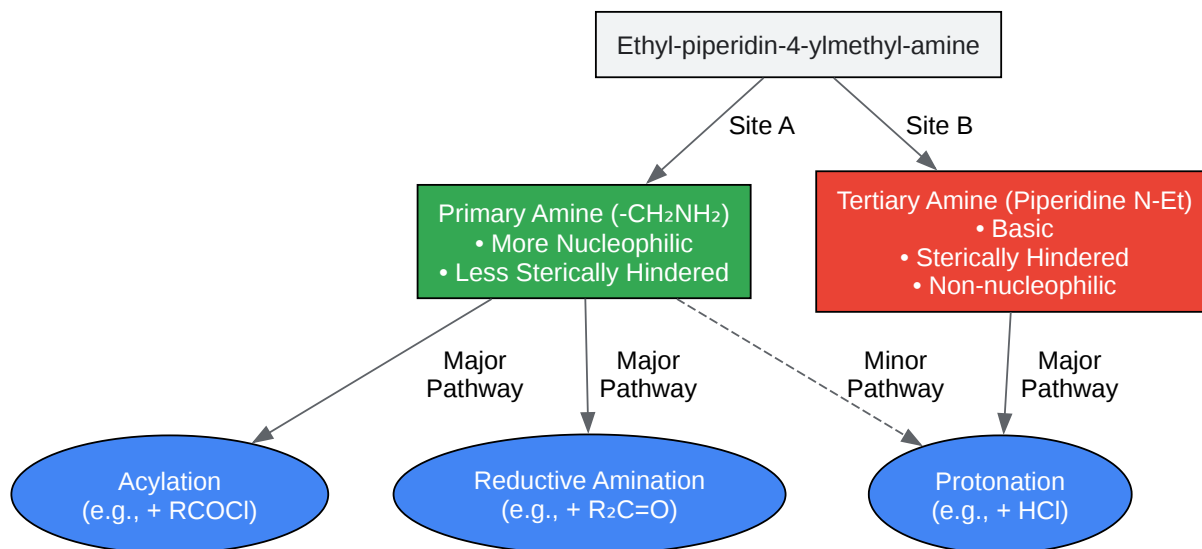 Ethyl-piperidin-4-ylmethyl-amine
Site A
Site B
Primary Amine (-CH₂NH₂)
• More Nucleophilic
• Less Sterically Hindered
Tertiary Amine (Piperidine N-Et)
• Basic
• Sterically Hindered
• Non-nucleophilic
Major
Pathway
Major
Pathway
Minor
Pathway
Major
Pathway
Acylation
(e.g., + RCOCl)
Reductive Amination
(e.g., + R₂C=O)
Protonation
(e.g., + HCl)